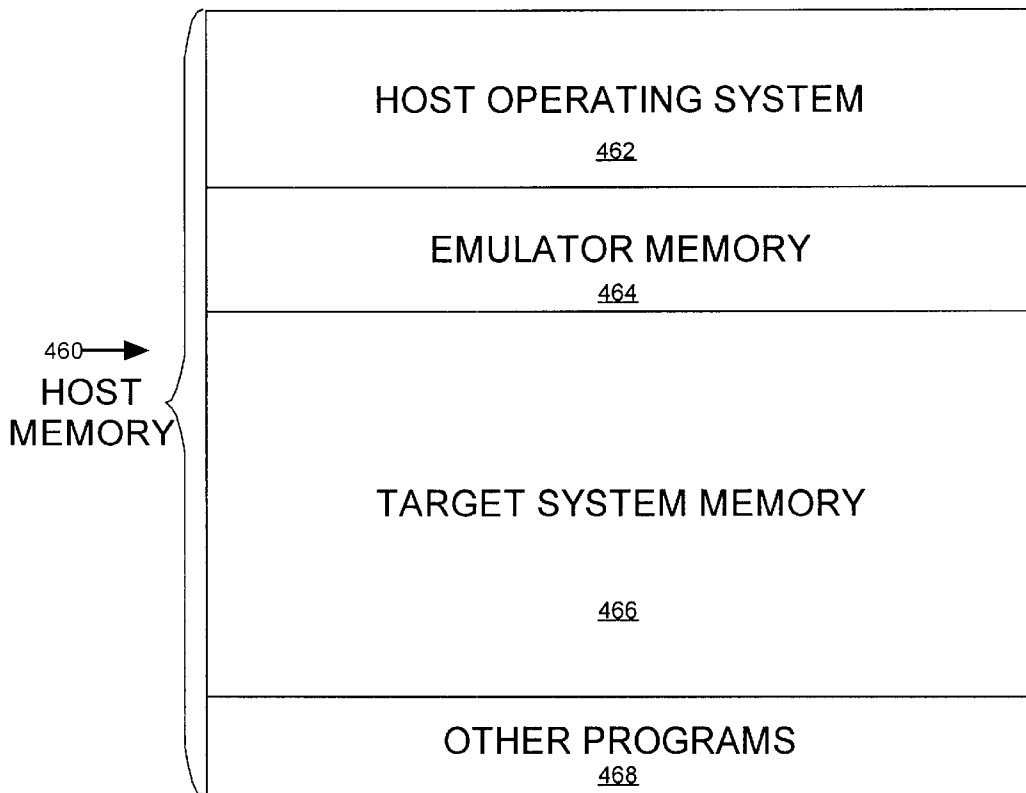 HOST OPERATING SYSTEM
462
EMULATOR MEMORY
464
460
HOST
MEMORY
TARGET SYSTEM MEMORY
466
OTHER PROGRAMS
468